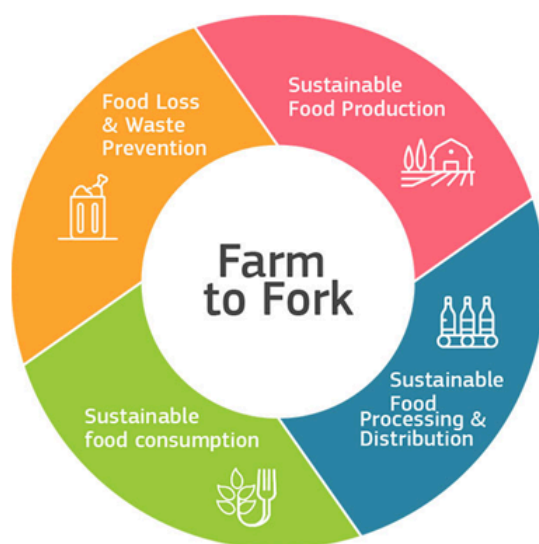 Farm
to Fork
Sustainable
Food Production
Sustainable
Food
Processing &
Distribution
Sustainable
food consumption
Food Loss
& Waste
Prevention